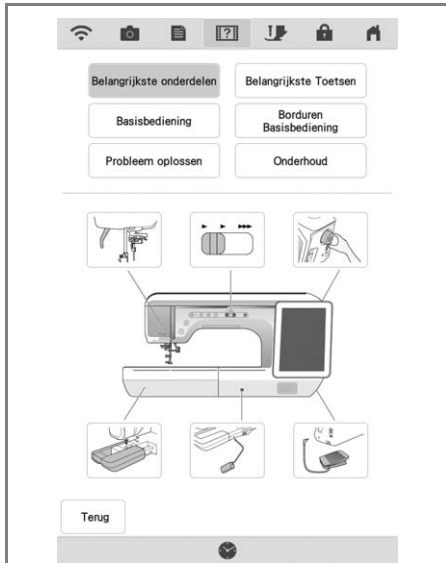 Belangrijkste onderdelen
Belangrijkste Toetsen
Basisbediening
Borduren
Basisbediening
Probleem oplossen
Onderhoud
Terug